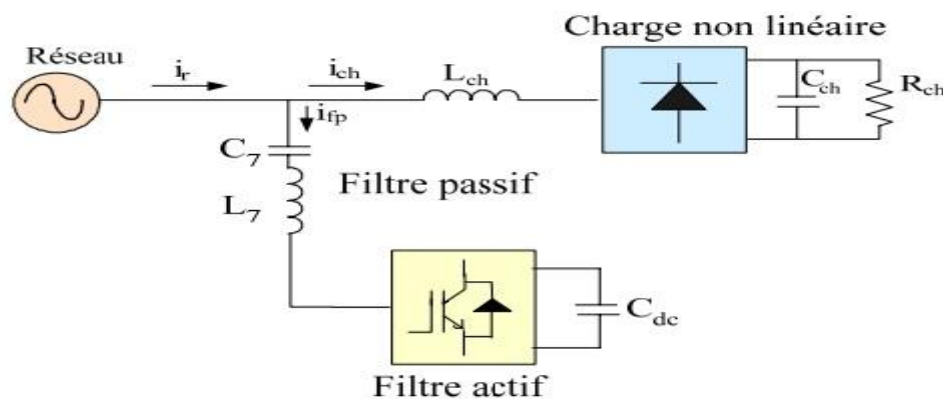 Charge non linéaire
Réseau
i_r
i_ch
L_ch
C_ch
R_ch
i_fp
C_7
Filtre passif
L_7
C_dc
Filtre actif